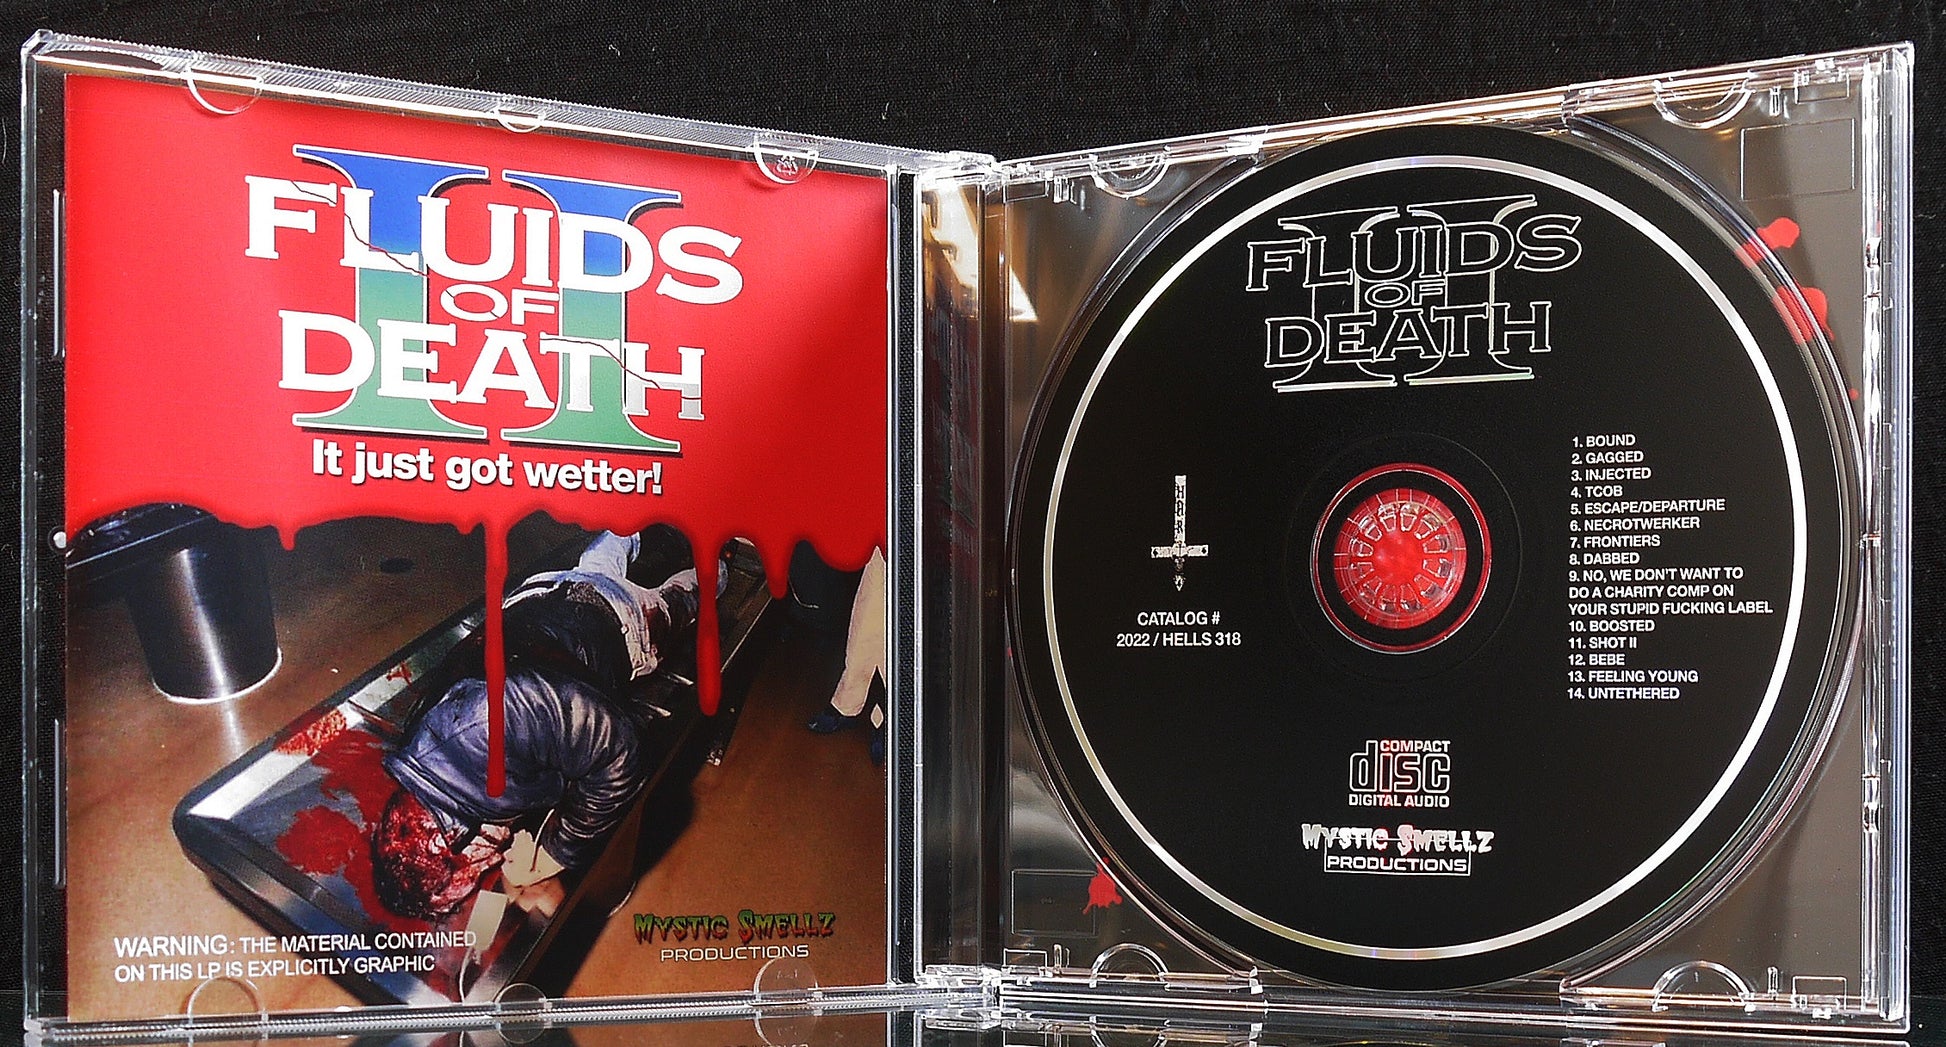 II
FLUIDS
OF
DEATH
It just got wetter!
WARNING: THE MATERIAL CONTAINED
ON THIS LP IS EXPLICITLY GRAPHIC
MYSTIC SMELLZ
PRODUCTIONS
II
FLUIDS
OF
DEATH
CATALOG #
2022 / HELLS 318
1. BOUND
2. GAGGED
3. INJECTED
4. TCOB
5. ESCAPE/DEPARTURE
6. NECROTWERKER
7. FRONTIERS
8. DABBED
9. NO, WE DON'T WANT TO
DO A CHARITY COMP ON
YOUR STUPID FUCKING LABEL
10. BOOSTED
11. SHOT II
12. BEBE
13. FEELING YOUNG
14. UNTETHERED
COMPACT
disc
DIGITAL AUDIO
MYSTIC SMELLZ
PRODUCTIONS